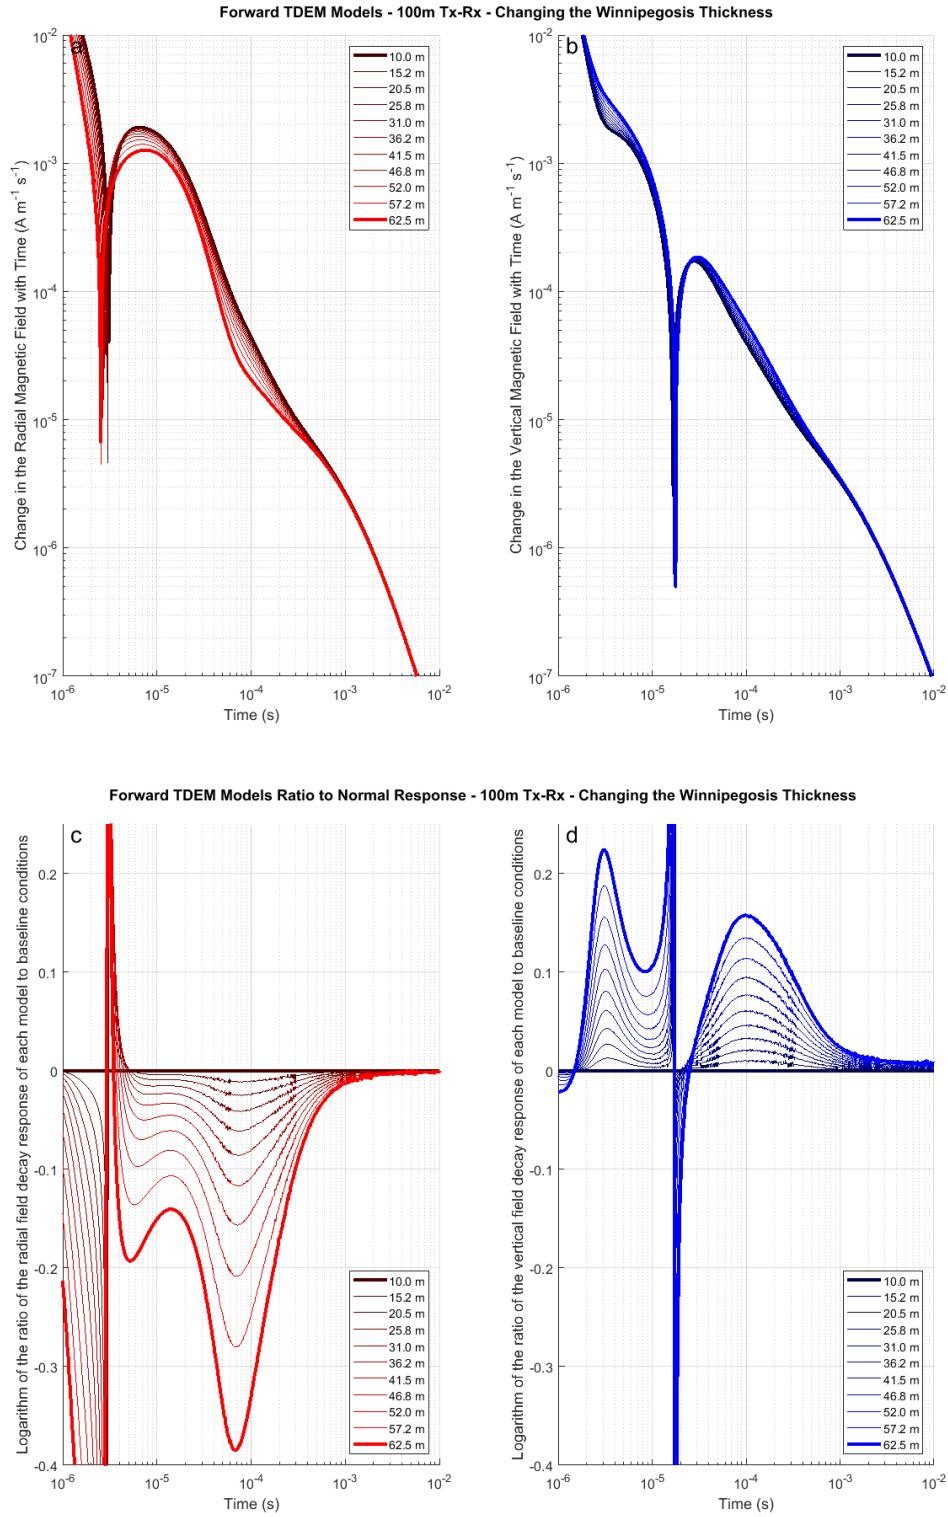 Forward TDEM Models - 100m Tx-Rx - Changing the Winnipegosis Thickness
a
Change in the Radial Magnetic Field with Time (A m⁻¹ s⁻¹)
10⁻²
10⁻³
10⁻⁴
10⁻⁵
10⁻⁶
10⁻⁷
10.0 m
15.2 m
20.5 m
25.8 m
31.0 m
36.2 m
41.5 m
46.8 m
52.0 m
57.2 m
62.5 m
10⁻⁶ 10⁻⁵ 10⁻⁴ 10⁻³ 10⁻²
Time (s)
b
Change in the Vertical Magnetic Field with Time (A m⁻¹ s⁻¹)
10⁻²
10⁻³
10⁻⁴
10⁻⁵
10⁻⁶
10⁻⁷
10.0 m
15.2 m
20.5 m
25.8 m
31.0 m
36.2 m
41.5 m
46.8 m
52.0 m
57.2 m
62.5 m
10⁻⁶ 10⁻⁵ 10⁻⁴ 10⁻³ 10⁻²
Time (s)
Forward TDEM Models Ratio to Normal Response - 100m Tx-Rx - Changing the Winnipegosis Thickness
c
Logarithm of the ratio of the radial field decay response of each model to baseline conditions
0.2
0.1
0
-0.1
-0.2
-0.3
-0.4
10.0 m
15.2 m
20.5 m
25.8 m
31.0 m
36.2 m
41.5 m
46.8 m
52.0 m
57.2 m
62.5 m
10⁻⁶ 10⁻⁵ 10⁻⁴ 10⁻³ 10⁻²
Time (s)
d
Logarithm of the ratio of the vertical field decay response of each model to baseline conditions
0.2
0.1
0
-0.1
-0.2
-0.3
-0.4
10.0 m
15.2 m
20.5 m
25.8 m
31.0 m
36.2 m
41.5 m
46.8 m
52.0 m
57.2 m
62.5 m
10⁻⁶ 10⁻⁵ 10⁻⁴ 10⁻³ 10⁻²
Time (s)